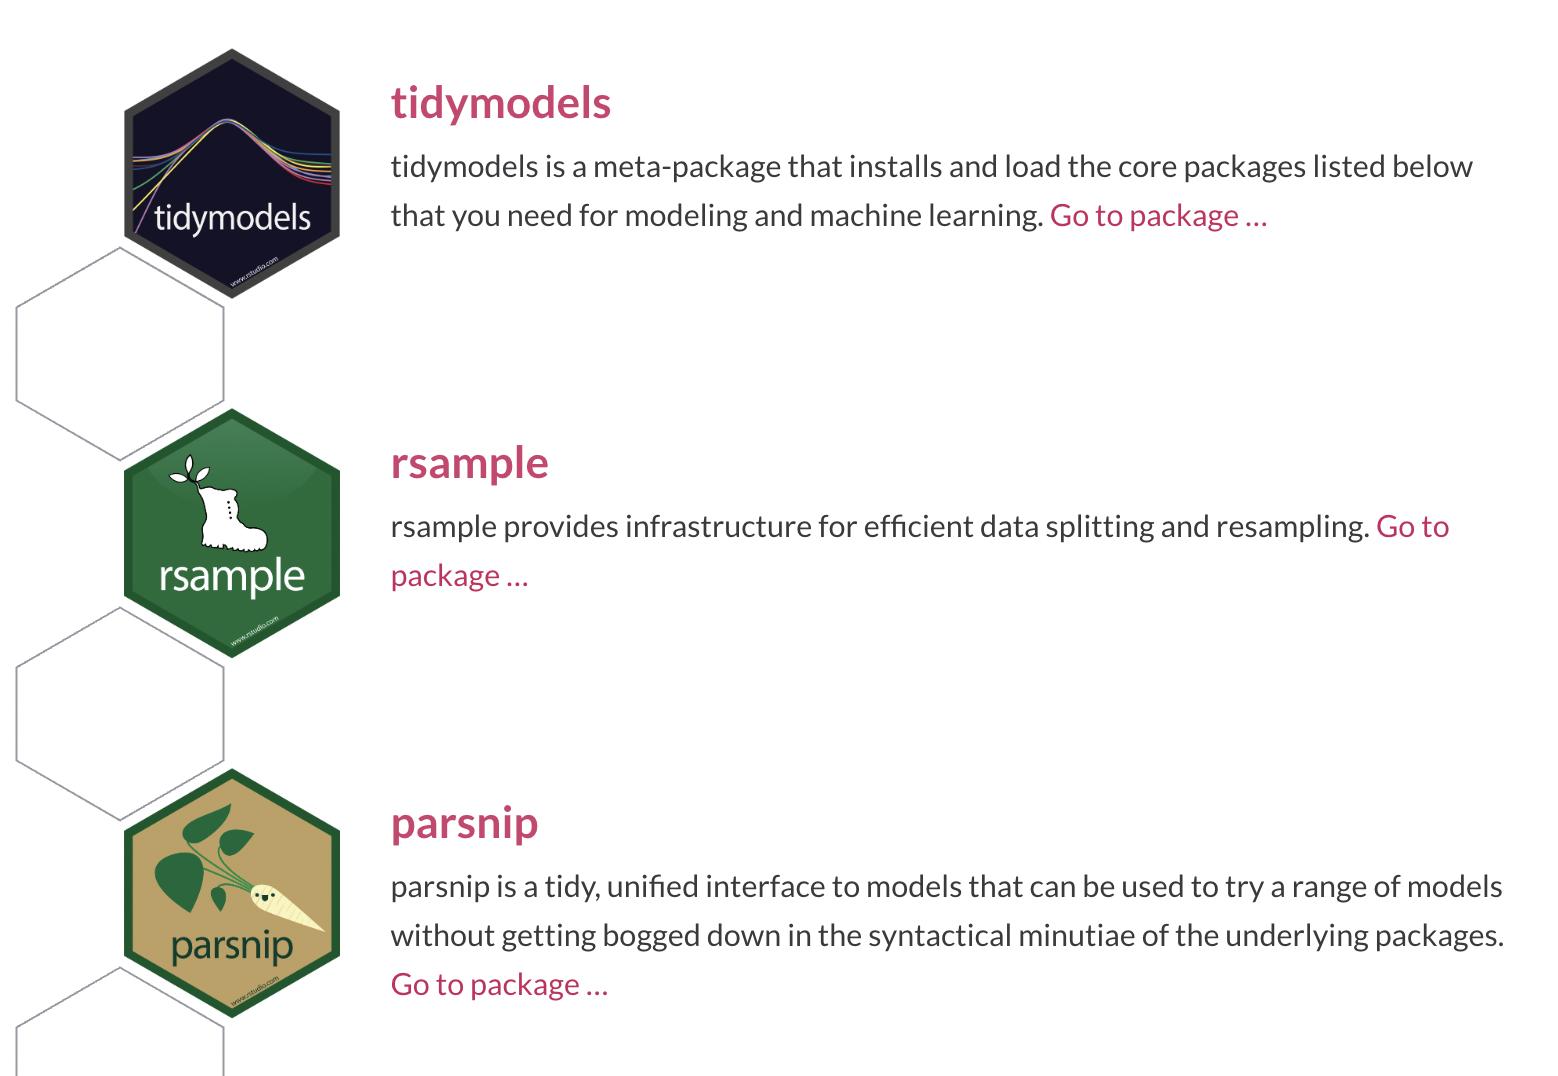 tidymodels
tidymodels is a meta-package that installs and load the core packages listed below
that you need for modeling and machine learning. Go to package ...
tidymodels
www.rstudio.com
rsample
rsample provides infrastructure for efficient data splitting and resampling. Go to
package ...
rsample
www.rstudio.com
parsnip
parsnip is a tidy, unified interface to models that can be used to try a range of models
without getting bogged down in the syntactical minutiae of the underlying packages.
Go to package ...
parsnip
www.rstudio.com